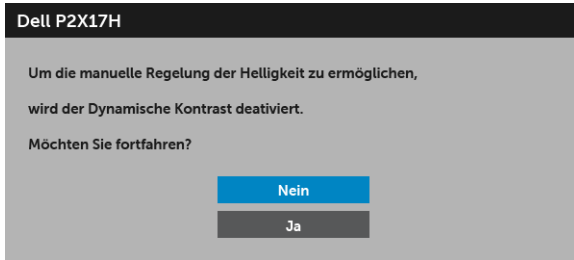 Dell P2X17H
Um die manuelle Regelung der Helligkeit zu ermöglichen,
wird der Dynamische Kontrast deativiert.
Möchten Sie fortfahren?
Nein
Ja